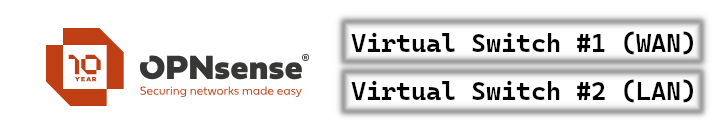 10
YEAR
OPNsense®
Securing networks made easy
Virtual Switch #1 (WAN)
Virtual Switch #2 (LAN)